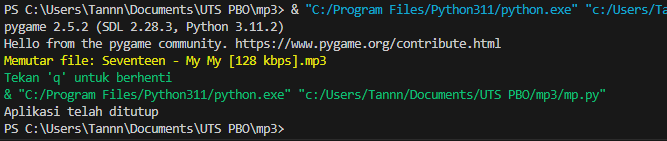 PS C:\Users\Tannn\Documents\UTS PBO\mp3> & "C:/Program Files/Python311/python.exe" "c:/Users/Tann
pygame 2.5.2 (SDL 2.28.3, Python 3.11.2)
Hello from the pygame community. https://www.pygame.org/contribute.html
Memutar file: Seventeen - My My [128 kbps].mp3
Tekan 'q' untuk berhenti
& "C:/Program Files/Python311/python.exe" "c:/Users/Tannn/Documents/UTS PBO/mp3/mp.py"
Aplikasi telah ditutup
PS C:\Users\Tannn\Documents\UTS PBO\mp3>